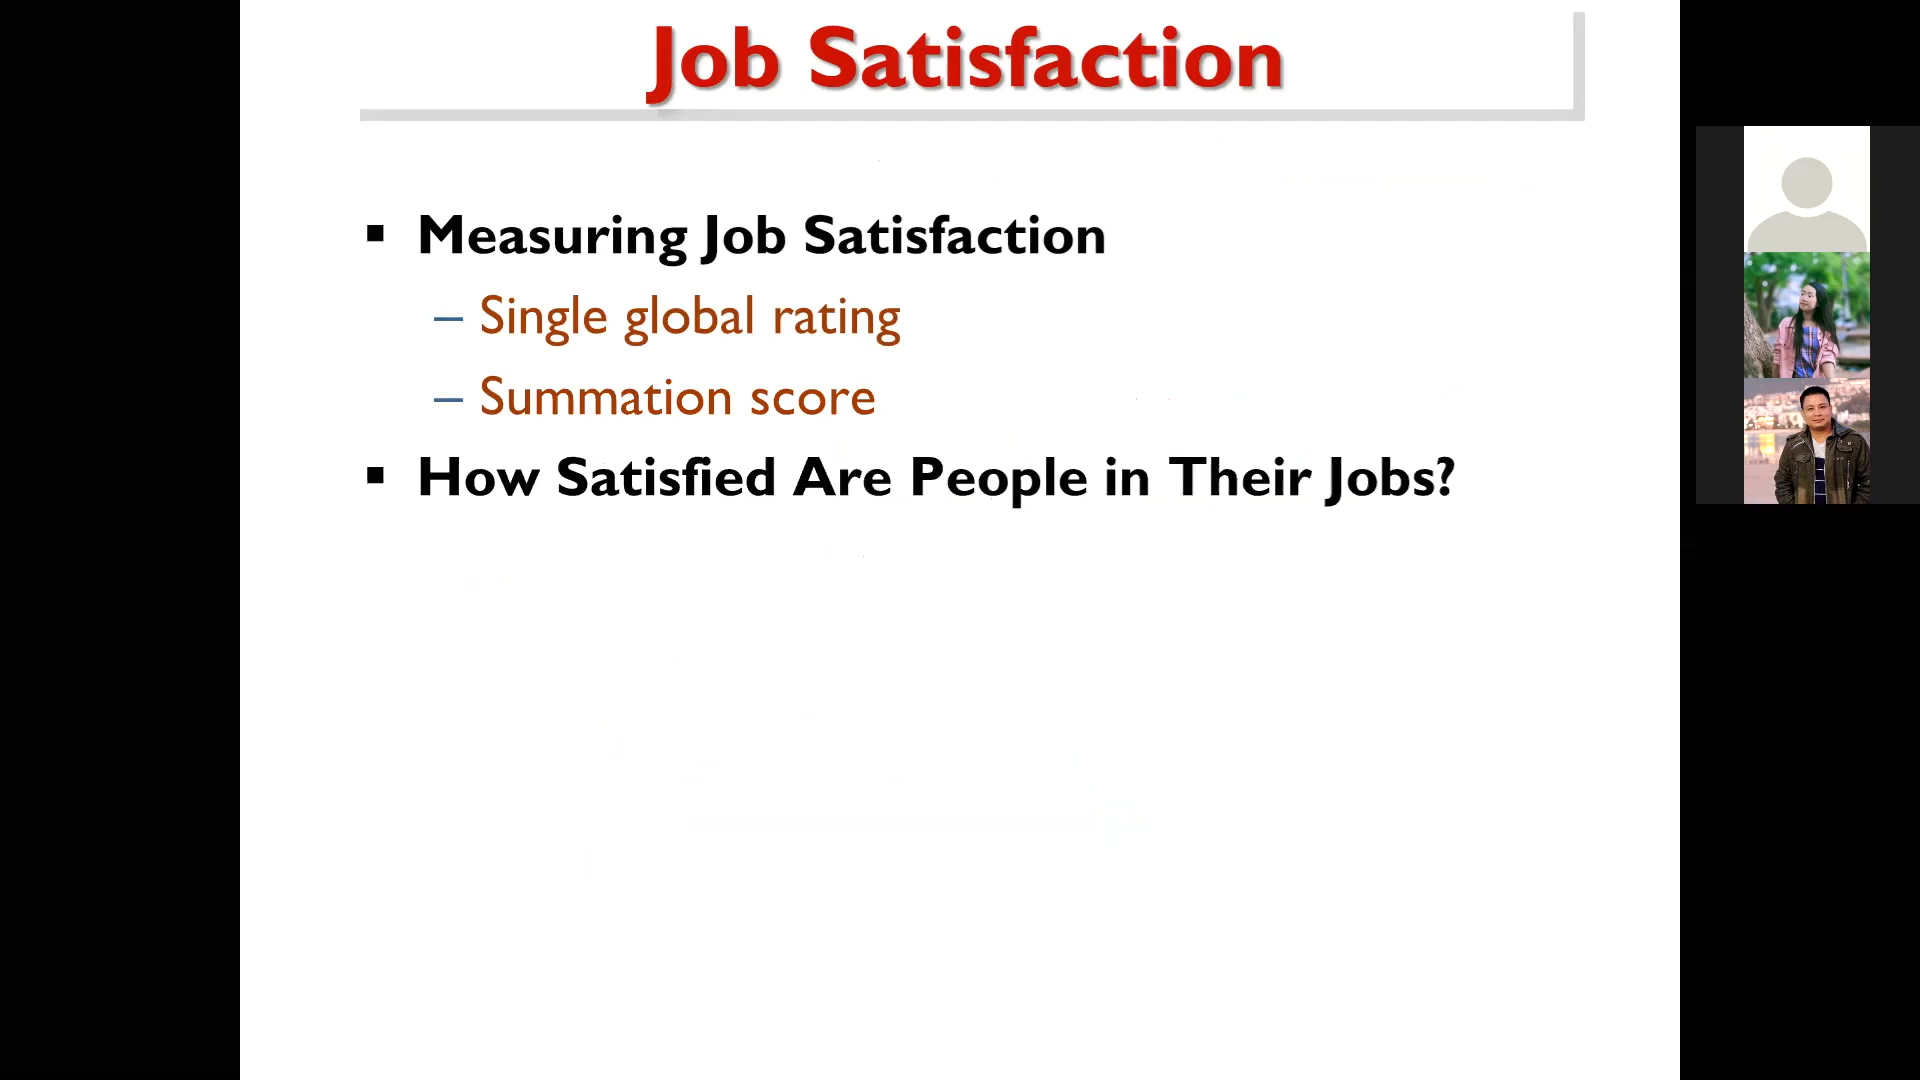 Job Satisfaction
▪ Measuring Job Satisfaction
– Single global rating
– Summation score
▪ How Satisfied Are People in Their Jobs?